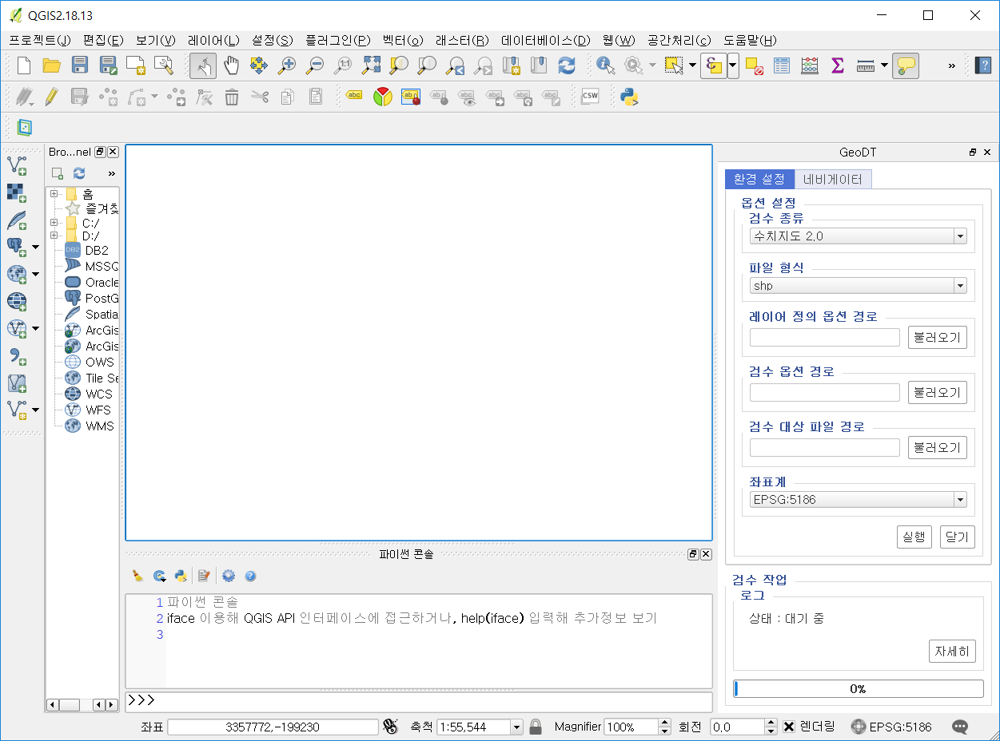 QGIS2.18.13
프로젝트(J) 편집(E) 보기(V) 레이어(L) 설정(S) 플러그인(P) 벡터(o) 래스터(R) 데이터베이스(D) 웹(W) 공간처리(c) 도움말(H)
1:1 ε Σ » ?
abc ab abc CSW
Bro...nel
»
홈
즐겨찾
C:/
D:/
DB2 DB2
MSSQ
Oracle
PostG
Spatia
ArcGis
ArcGis
OWS
Tile Se
WCS
WFS
WMS
파이썬 콘솔
1 파이썬 콘솔
2 iface 이용해 QGIS API 인터페이스에 접근하거나, help(iface) 입력해 추가정보 보기
3
>>>
GeoDT
환경 설정 네비게이터
옵션 설정
검수 종류
수치지도 2.0
파일 형식
shp
레이어 정의 옵션 경로
불러오기
검수 옵션 경로
불러오기
검수 대상 파일 경로
불러오기
좌표계
EPSG:5186
실행 닫기
검수 작업
로그
상태 : 대기 중
자세히
0%
좌표 3357772,-199230 축척 1:55,544 Magnifier 100% 회전 0,0 렌더링 EPSG:5186